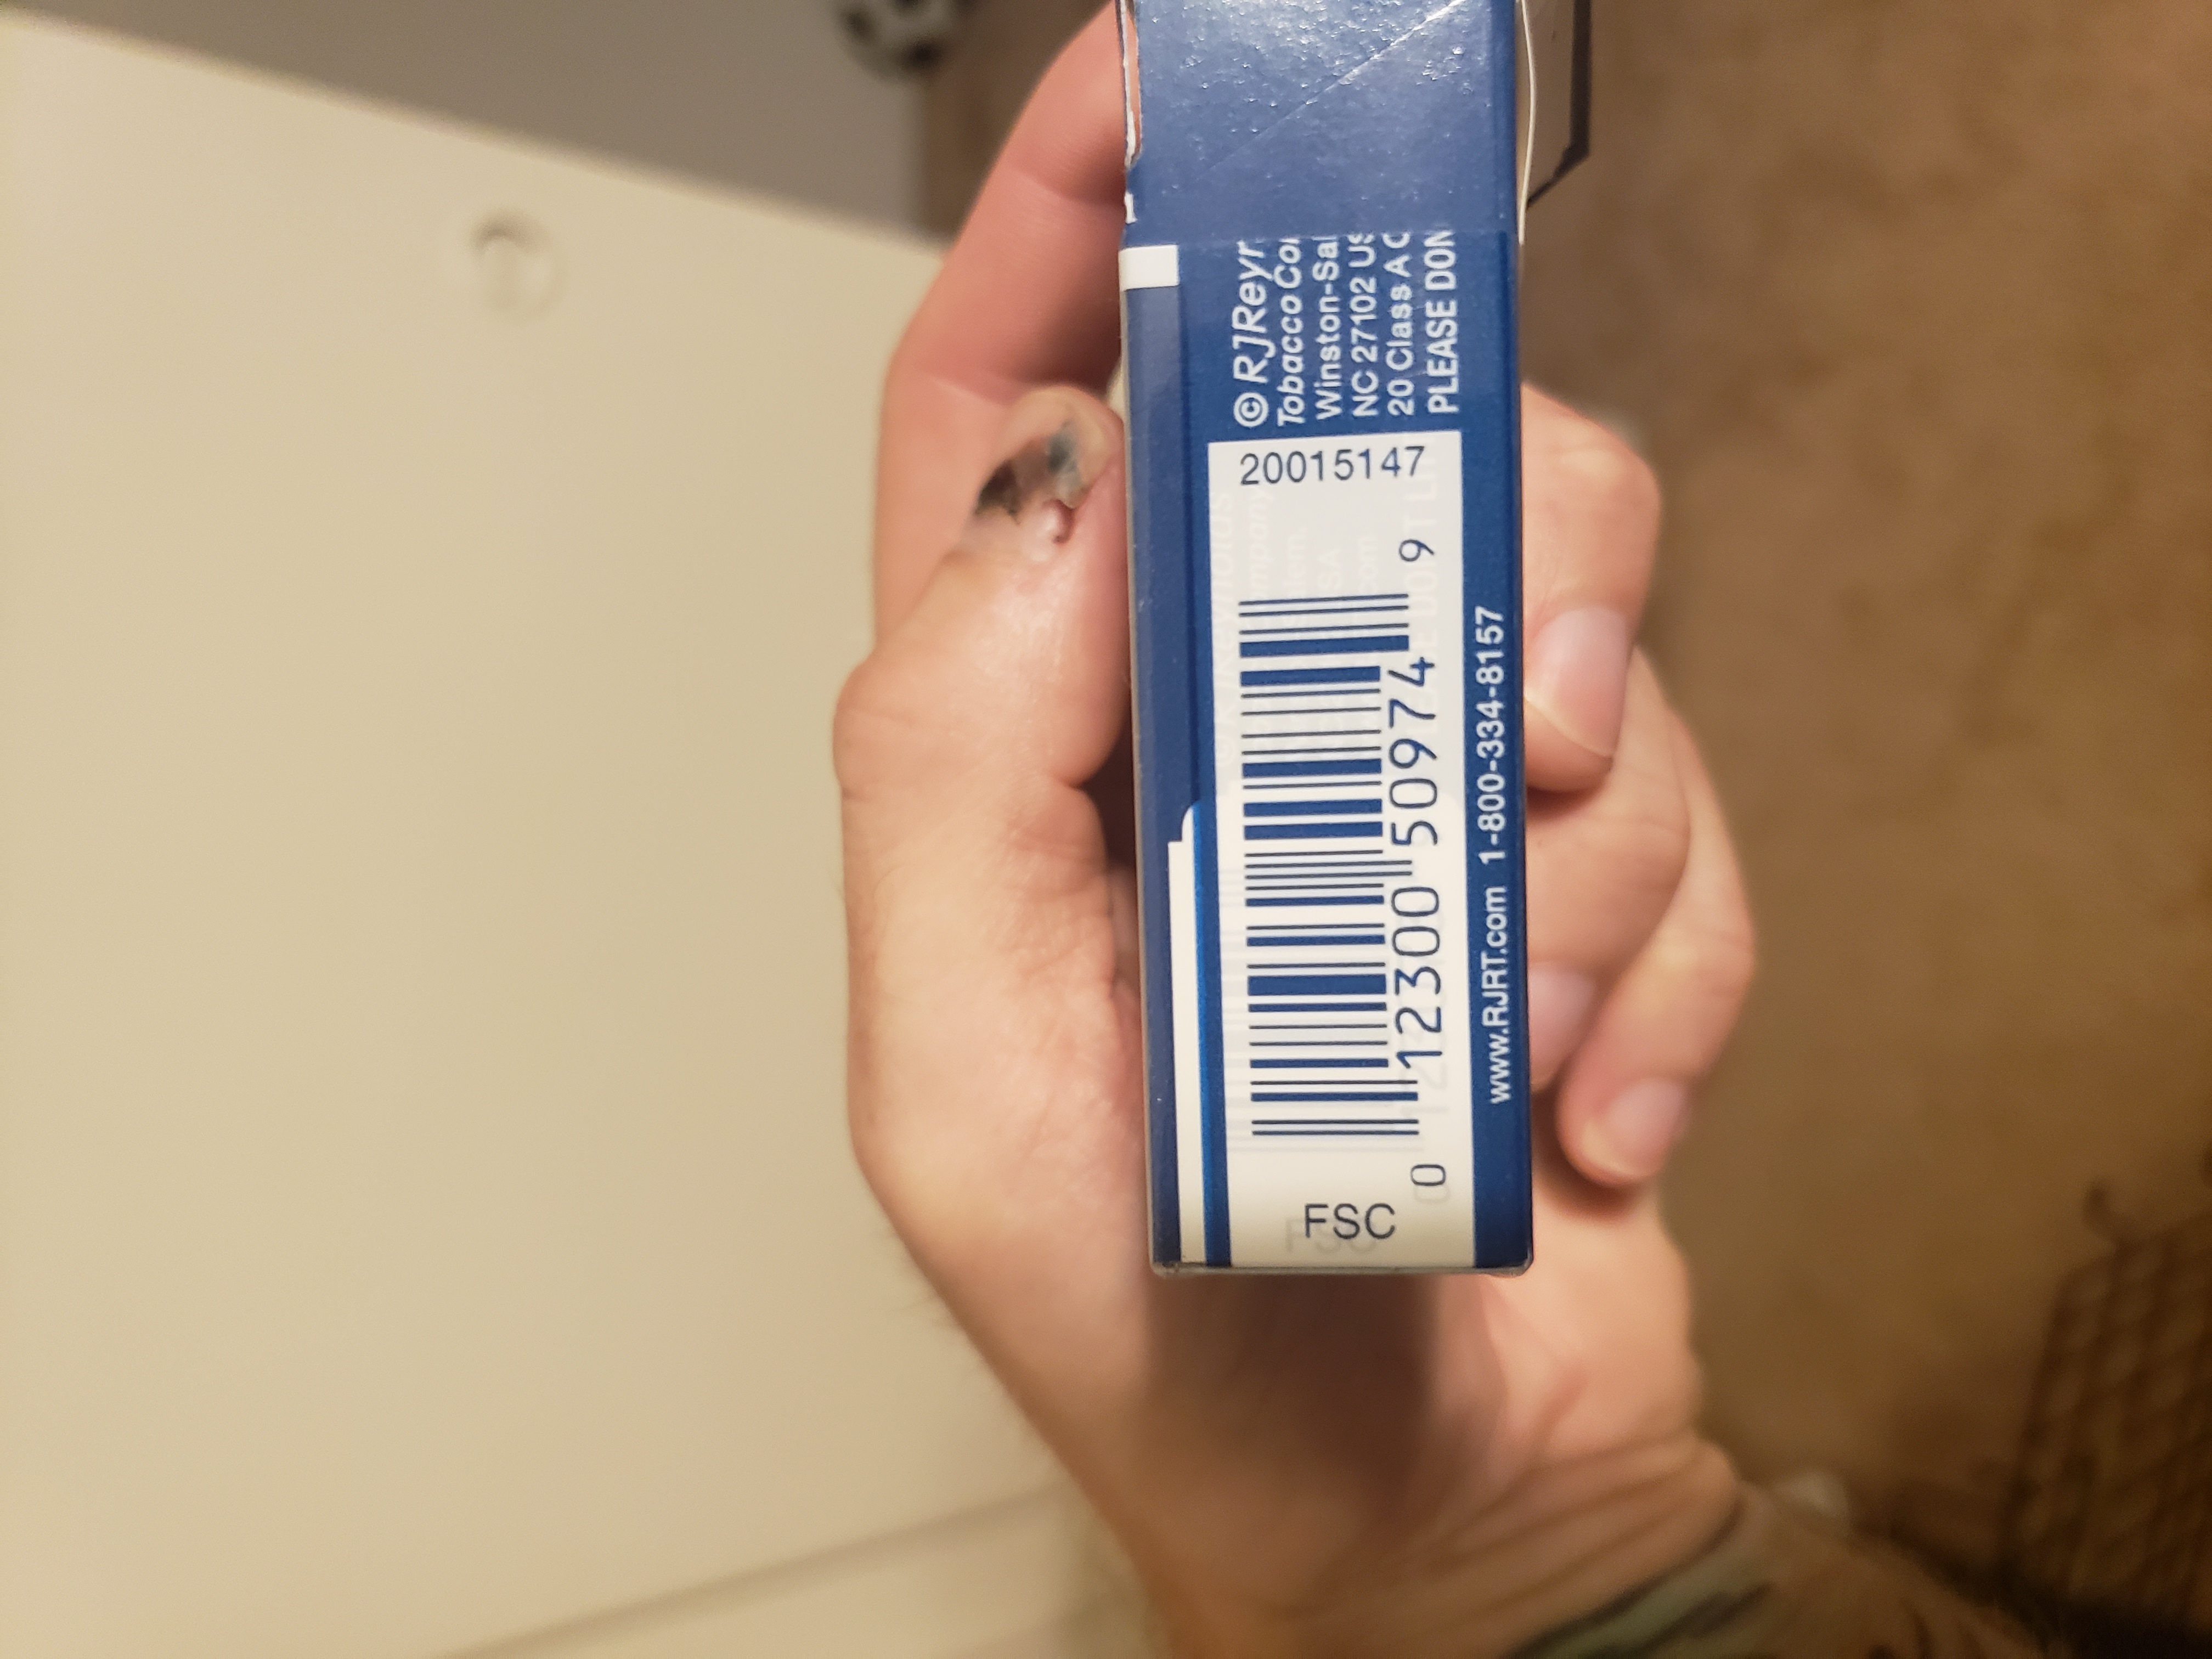 FSC
0 12300 50974 9
20015147
© RJReyr
Tobacco Co
Winston-Sal
NC 27102 US
20 Class A C
PLEASE DON
www.RJRT.com 1-800-334-8157